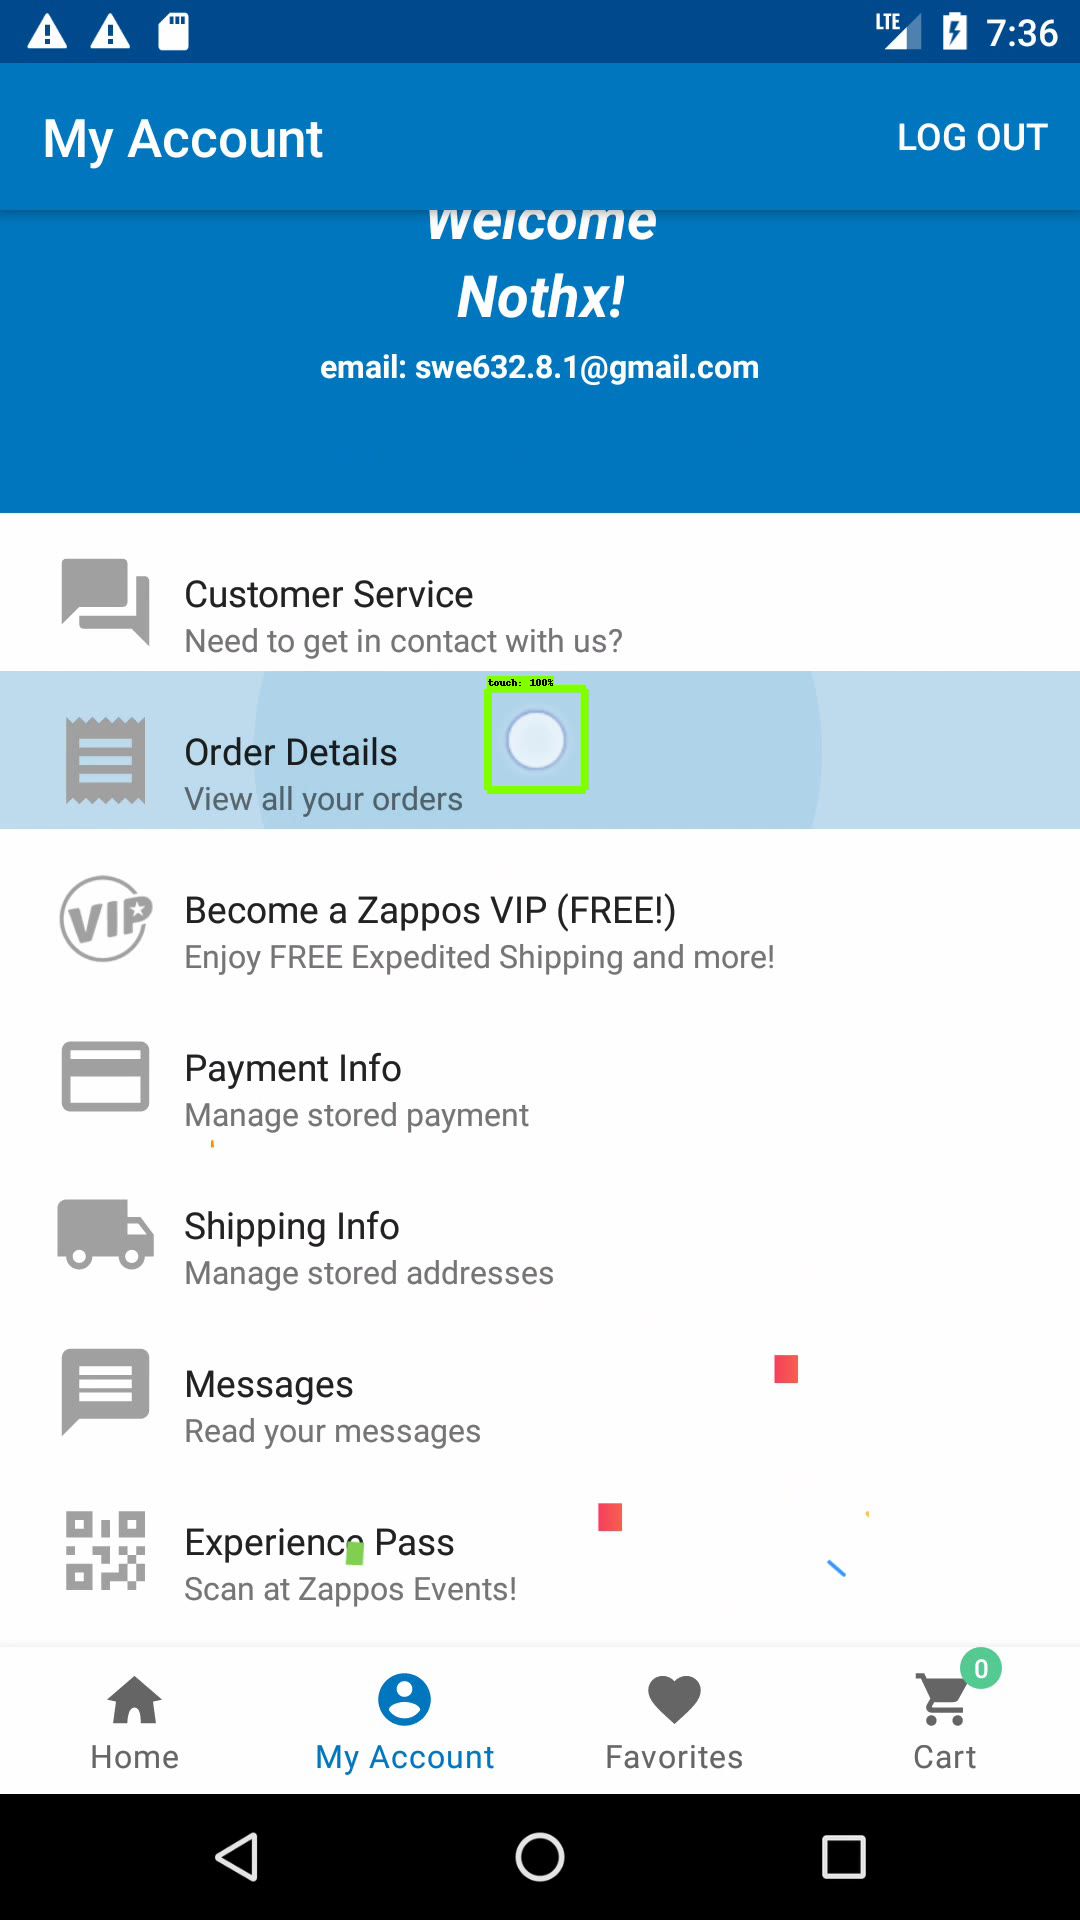 LTE 7:36
My Account LOG OUT
Welcome
Nothx!
email: swe632.8.1@gmail.com
Customer Service
Need to get in contact with us?
touch: 100%
Order Details
View all your orders
VIP
Become a Zappos VIP (FREE!)
Enjoy FREE Expedited Shipping and more!
Payment Info
Manage stored payment
Shipping Info
Manage stored addresses
Messages
Read your messages
Experience Pass
Scan at Zappos Events!
0
Home My Account Favorites Cart